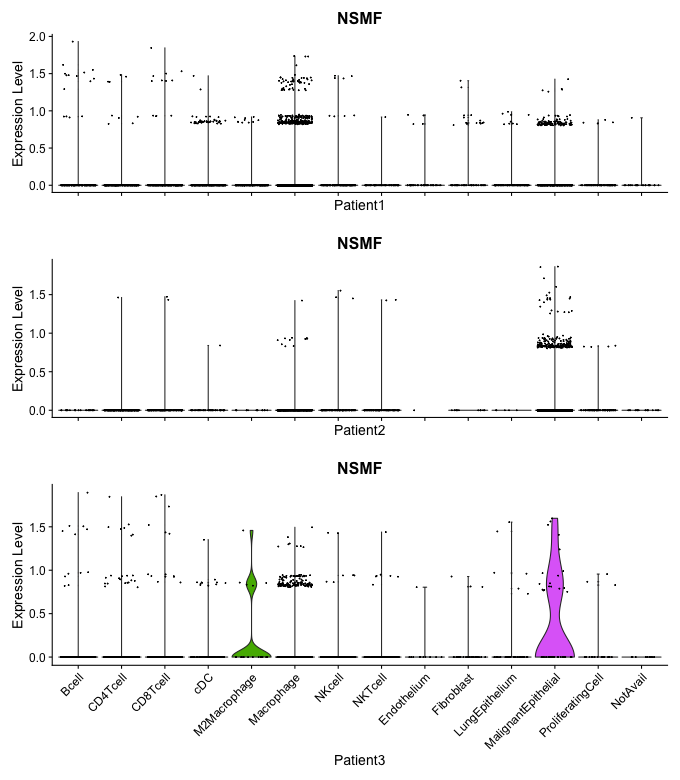 NSMF
Expression Level
2.0
1.5
1.0
0.5
0.0
Patient1
NSMF
Expression Level
1.5
1.0
0.5
0.0
Patient2
NSMF
Expression Level
1.5
1.0
0.5
0.0
Bcell
CD4Tcell
CD8Tcell
cDC
M2Macrophage
Macrophage
NKcell
NKTcell
Endothelium
Fibroblast
LungEpithelium
MalignantEpithelial
ProliferatingCell
NotAvail
Patient3